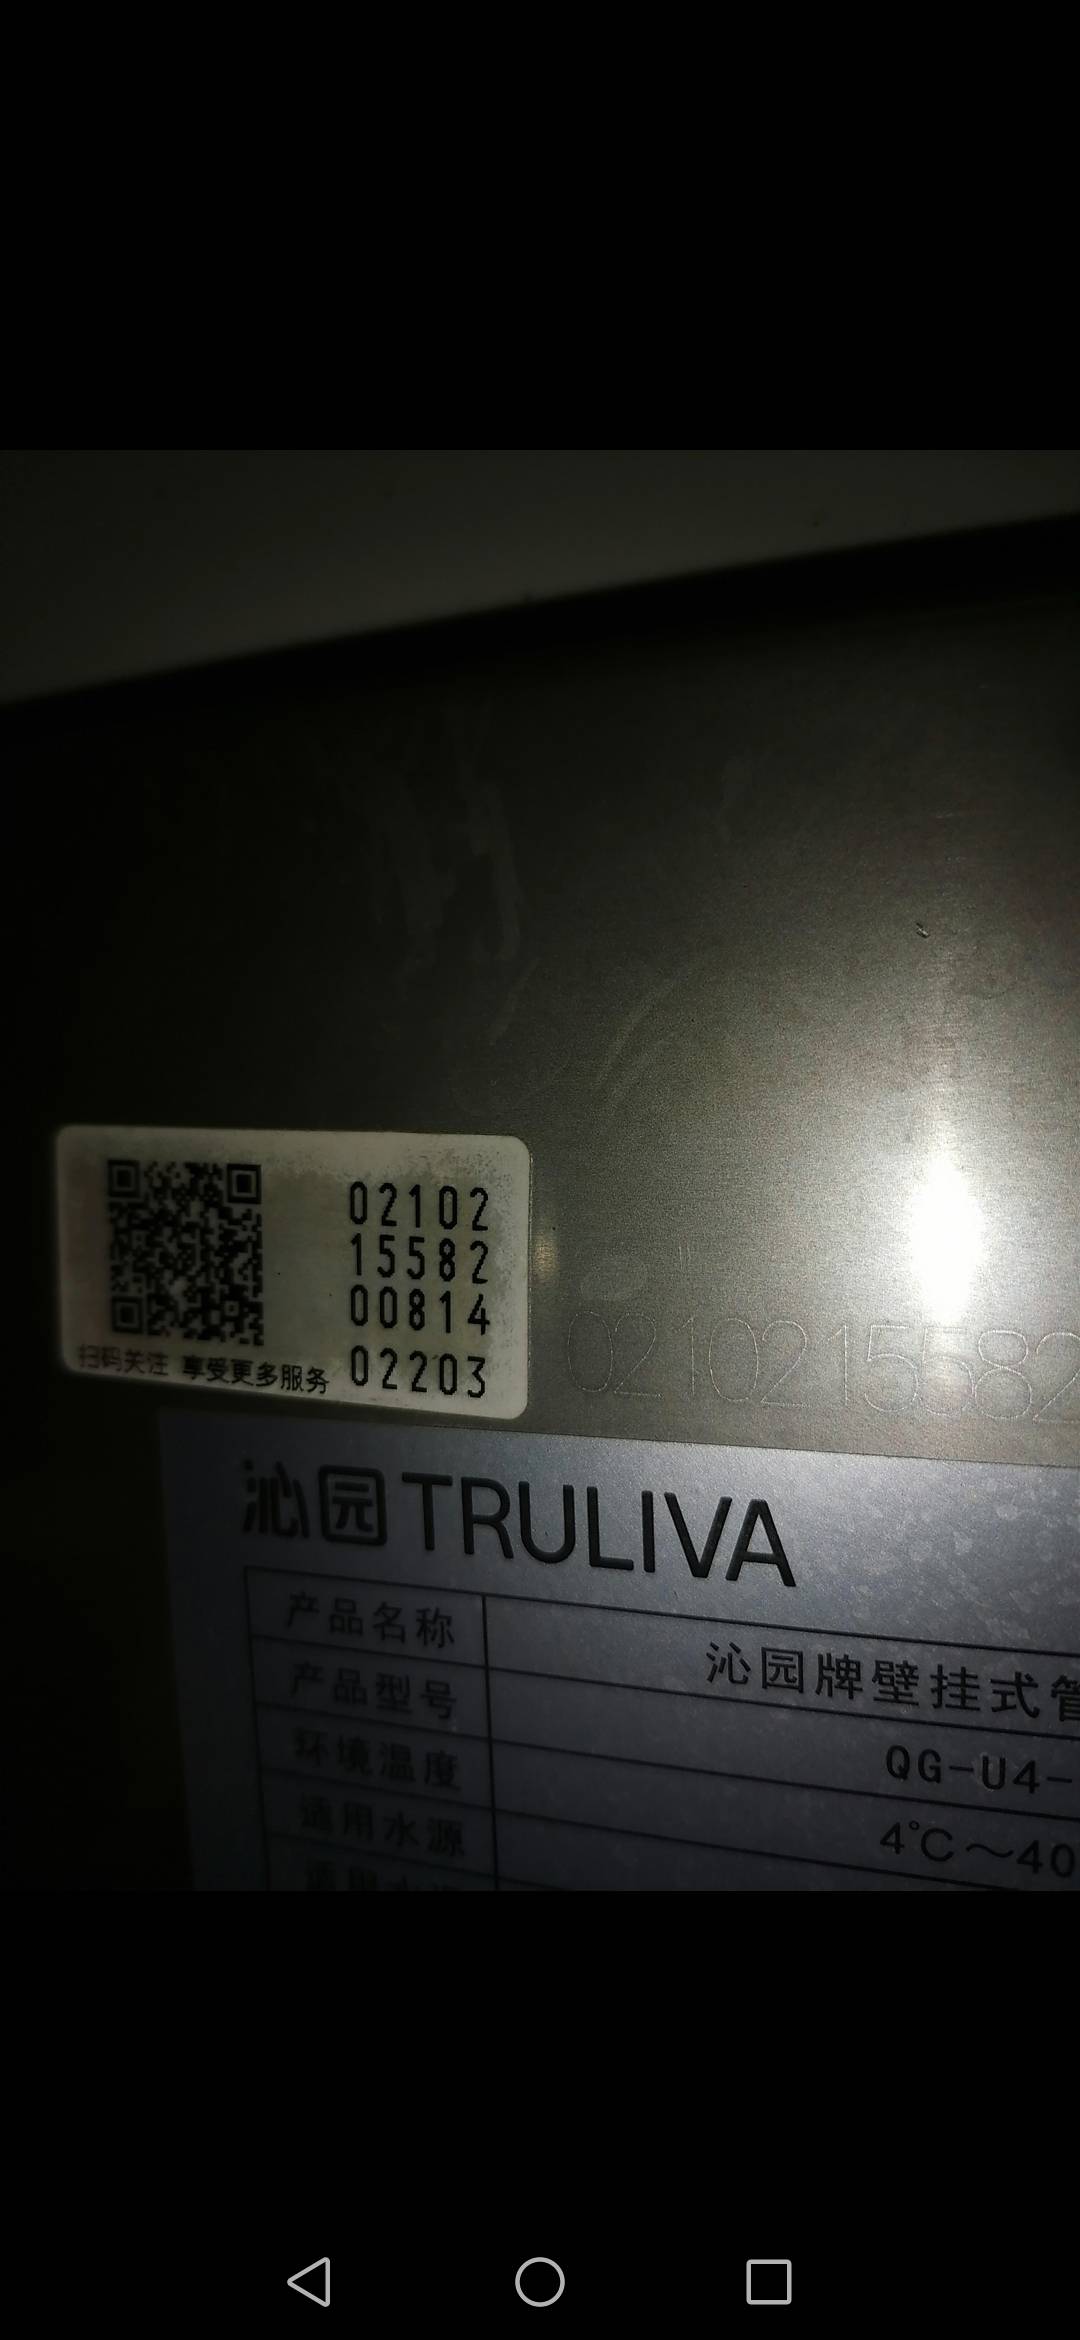 02102
15582
00814
02203
扫码关注 享受更多服务
0210215582
沁园 TRULIVA
产品名称
沁园牌壁挂式管
产品型号
QG-U4-
环境温度
4℃～40
适用水源